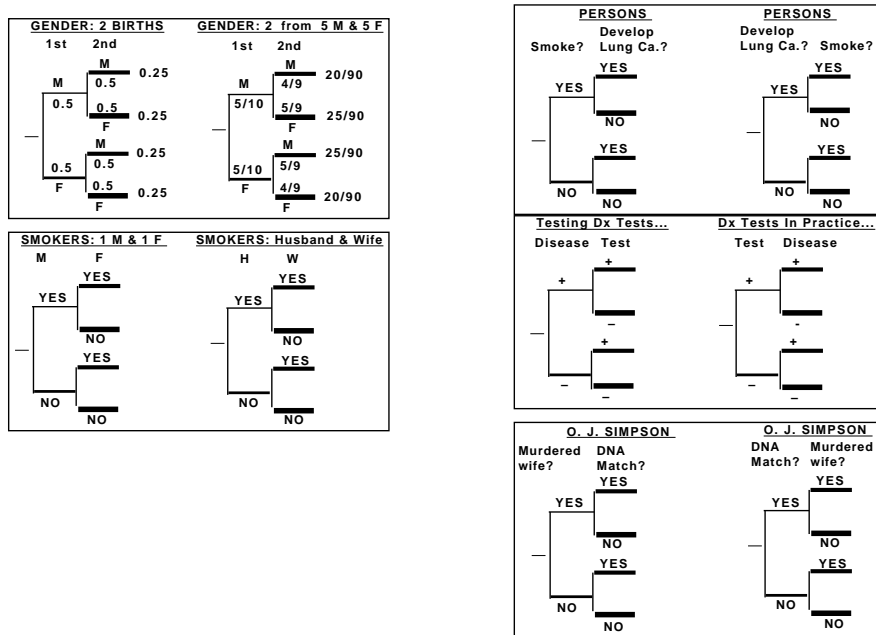 GENDER: 2 BIRTHS
1st 2nd
M
M 0.5 0.25
0.5
0.5 0.25
F
M
0.5 0.25
0.5
F 0.5 0.25
F
GENDER: 2 from 5 M & 5 F
1st 2nd
M
M 4/9 20/90
5/10
5/9 25/90
F
M
5/10 5/9 25/90
F 4/9 20/90
F
SMOKERS: 1 M & 1 F
M F
YES
YES
NO
YES
NO
NO
SMOKERS: Husband & Wife
H W
YES
YES
NO
YES
NO
NO
PERSONS
Develop
Smoke? Lung Ca.?
YES
YES
NO
YES
NO
NO
PERSONS
Develop
Lung Ca.? Smoke?
YES
YES
NO
YES
NO
NO
Testing Dx Tests...
Disease Test
+
+
–
+
–
–
Dx Tests In Practice...
Test Disease
+
+
-
+
–
–
O. J. SIMPSON
Murdered DNA
wife? Match?
YES
YES
NO
YES
NO
NO
O. J. SIMPSON
DNA Murdered
Match? wife?
YES
YES
NO
YES
NO
NO